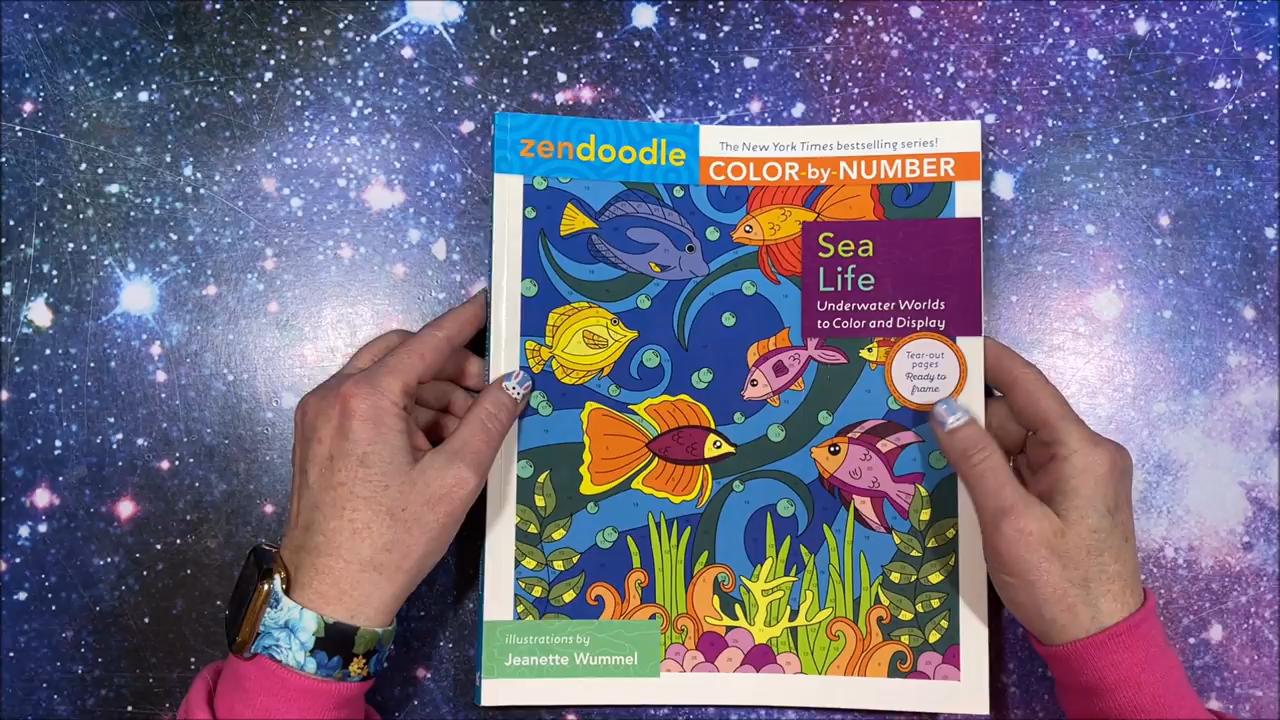 zendoodle
The New York Times bestselling series!
COLOR-by-NUMBER
Sea
Life
Underwater Worlds
to Color and Display
Tear-out
pages
Ready to
frame
illustrations by
Jeanette Wummel